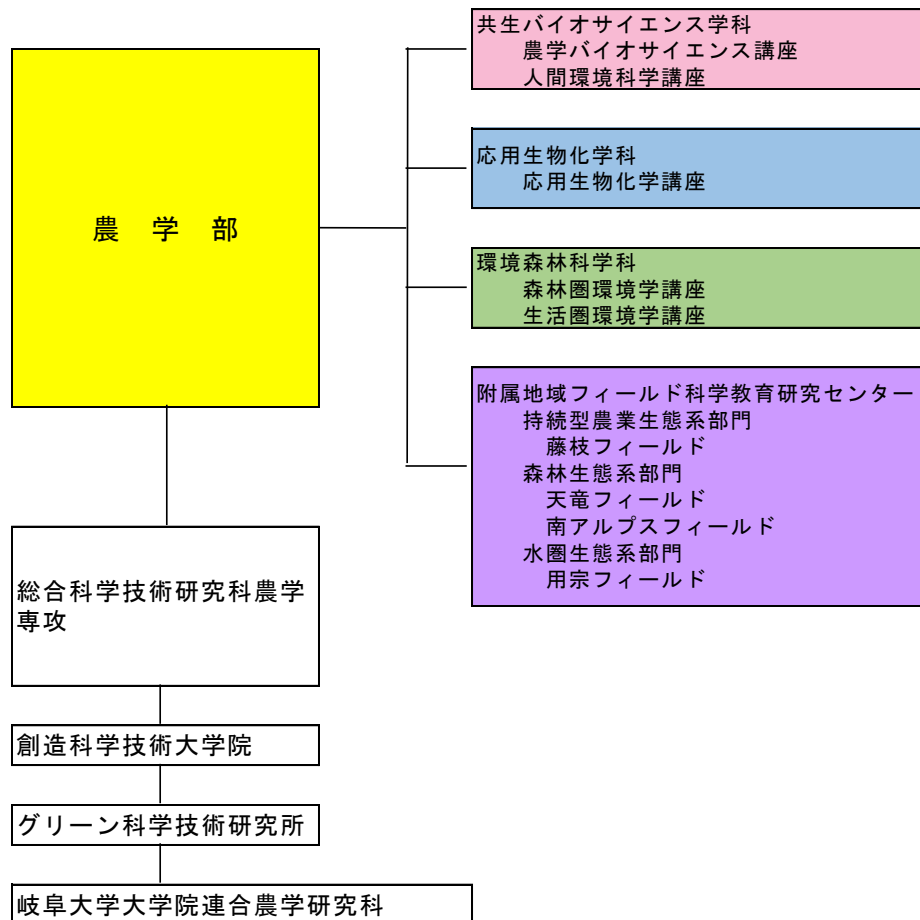 農 学 部
共生バイオサイエンス学科
農学バイオサイエンス講座
人間環境科学講座
応用生物化学科
応用生物化学講座
環境森林科学科
森林圏環境学講座
生活圏環境学講座
附属地域フィールド科学教育研究センター
持続型農業生態系部門
藤枝フィールド
森林生態系部門
天竜フィールド
南アルプスフィールド
水圏生態系部門
用宗フィールド
総合科学技術研究科農学
専攻
創造科学技術大学院
グリーン科学技術研究所
岐阜大学大学院連合農学研究科